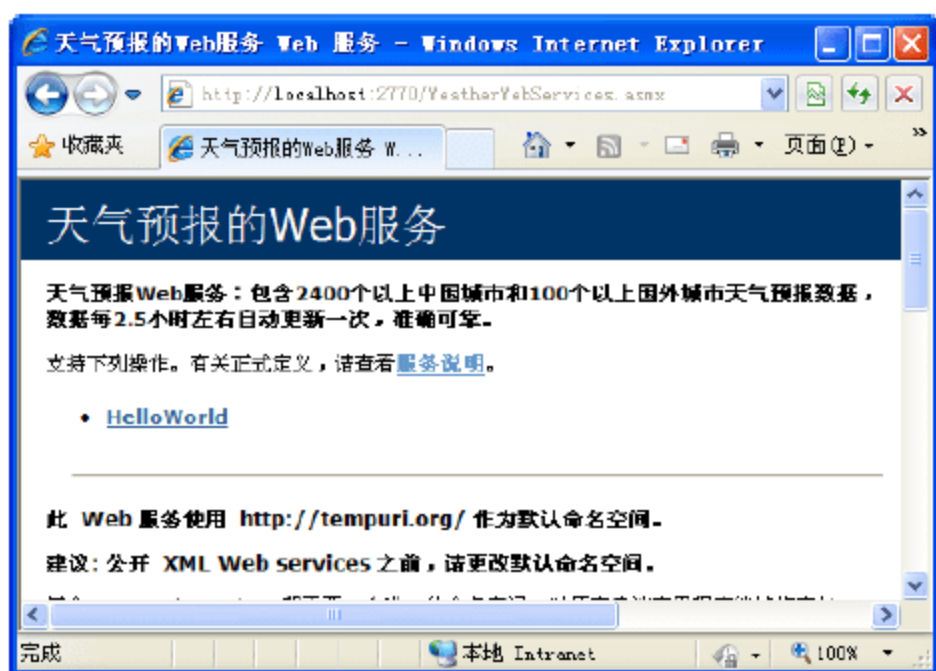 天气预报的Web服务 Web 服务 - Windows Internet Explorer
http://localhost:2770/WeatherWebServices.asmx
收藏夹
天气预报的Web服务 W...
页面(P)
天气预报的Web服务
天气预报Web服务:包含2400个以上中国城市和100个以上国外城市天气预报数据,
数据每2.5小时左右自动更新一次,准确可靠。
支持下列操作。有关正式定义,请查看服务说明。
• HelloWorld
此 Web 服务使用 http://tempuri.org/ 作为默认命名空间。
建议: 公开 XML Web services 之前,请更改默认命名空间。
完成
本地 Intranet
100%